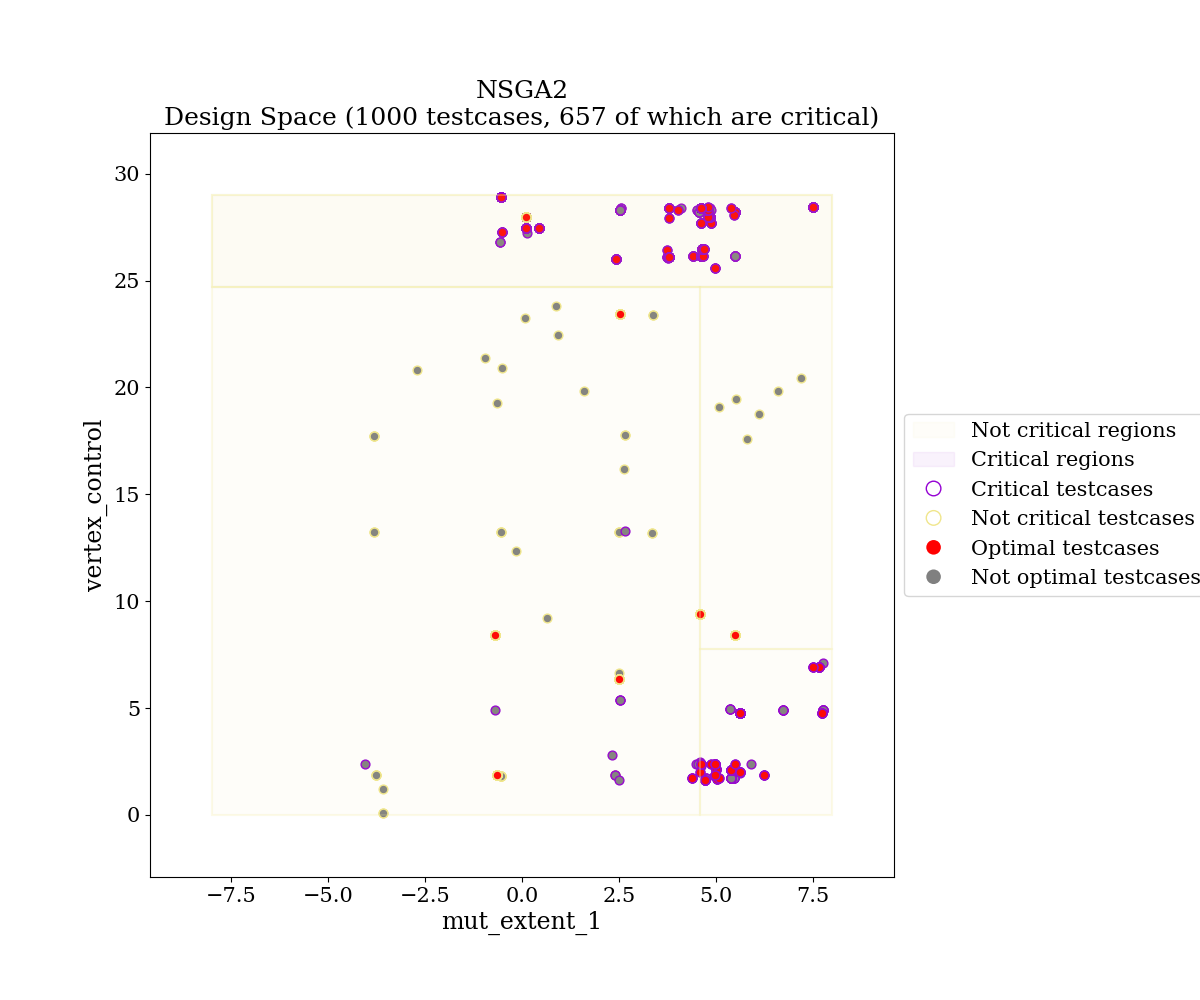 NSGA2
Design Space (1000 testcases, 657 of which are critical)
30
25
20
15
10
5
0
vertex_control
−7.5
−5.0
−2.5
0.0
2.5
5.0
7.5
mut_extent_1
Not critical regions
Critical regions
Critical testcases
Not critical testcases
Optimal testcases
Not optimal testcases